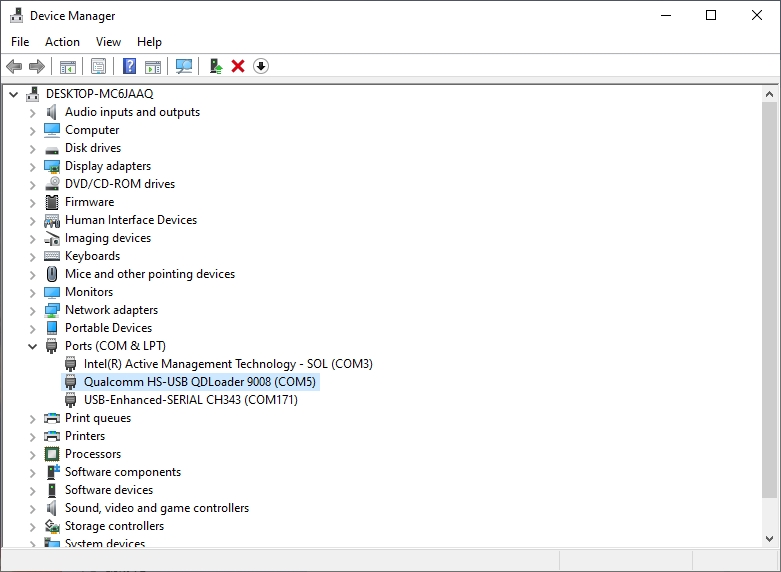 Device Manager
File Action View Help
DESKTOP-MC6JAAQ
Audio inputs and outputs
Computer
Disk drives
Display adapters
DVD/CD-ROM drives
Firmware
Human Interface Devices
Imaging devices
Keyboards
Mice and other pointing devices
Monitors
Network adapters
Portable Devices
Ports (COM & LPT)
Intel(R) Active Management Technology - SOL (COM3)
Qualcomm HS-USB QDLoader 9008 (COM5)
USB-Enhanced-SERIAL CH343 (COM171)
Print queues
Printers
Processors
Software components
Software devices
Sound, video and game controllers
Storage controllers
System devices